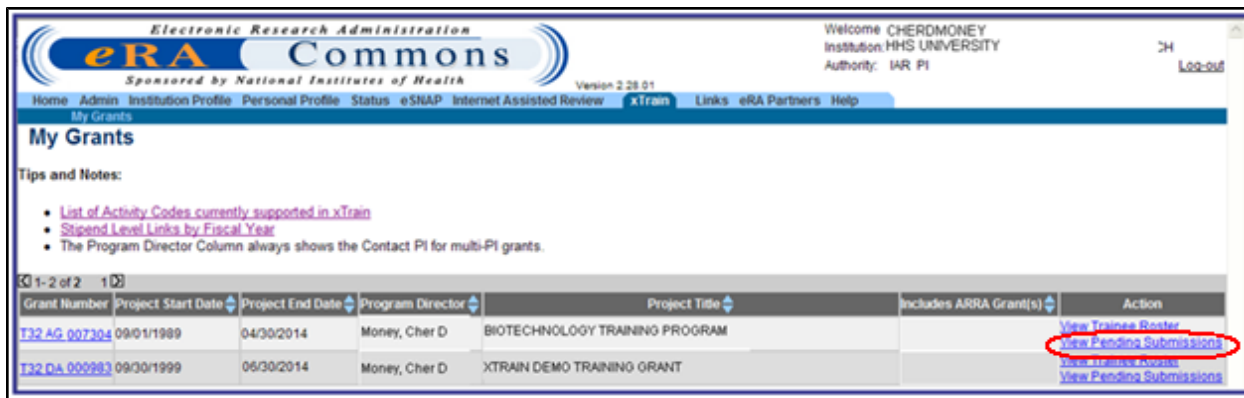 Electronic Research Administration
eRA Commons
Sponsored by National Institutes of Health
Version 2.28.01
Welcome CHERDMONEY
Institution: HHS UNIVERSITY CH
Authority: IAR PI Log-out
Home Admin Institution Profile Personal Profile Status eSNAP Internet Assisted Review xTrain Links eRA Partners Help
My Grants
My Grants
Tips and Notes:
• List of Activity Codes currently supported in xTrain
• Stipend Level Links by Fiscal Year
• The Program Director Column always shows the Contact PI for multi-PI grants.
1 - 2 of 2 1
Grant Number Project Start Date Project End Date Program Director Project Title Includes ARRA Grant(s) Action
T32 AG 007304 09/01/1989 04/30/2014 Money, Cher D BIOTECHNOLOGY TRAINING PROGRAM View Trainee Roster
View Pending Submissions
T32 DA 000983 09/30/1999 06/30/2014 Money, Cher D XTRAIN DEMO TRAINING GRANT View Trainee Roster
View Pending Submissions